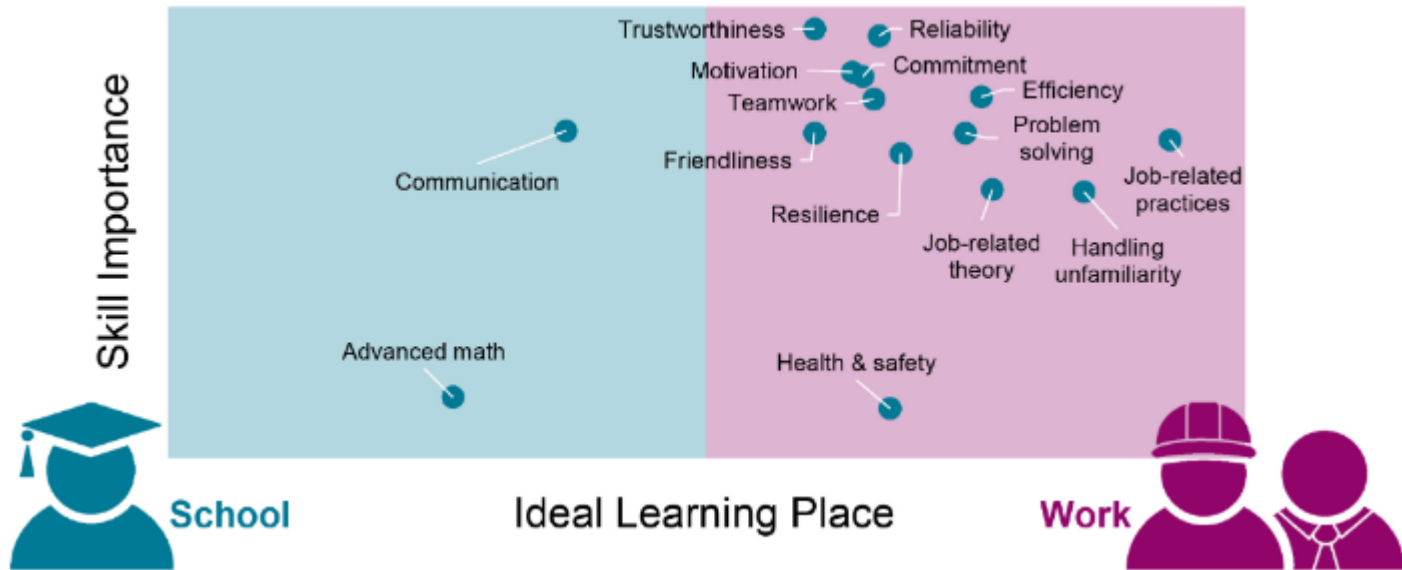 Trustworthiness
Reliability
Motivation
Commitment
Teamwork
Efficiency
Friendliness
Problem
solving
Communication
Resilience
Job-related
practices
Job-related
theory
Handling
unfamiliarity
Advanced math
Health & safety
Skill Importance
School
Ideal Learning Place
Work